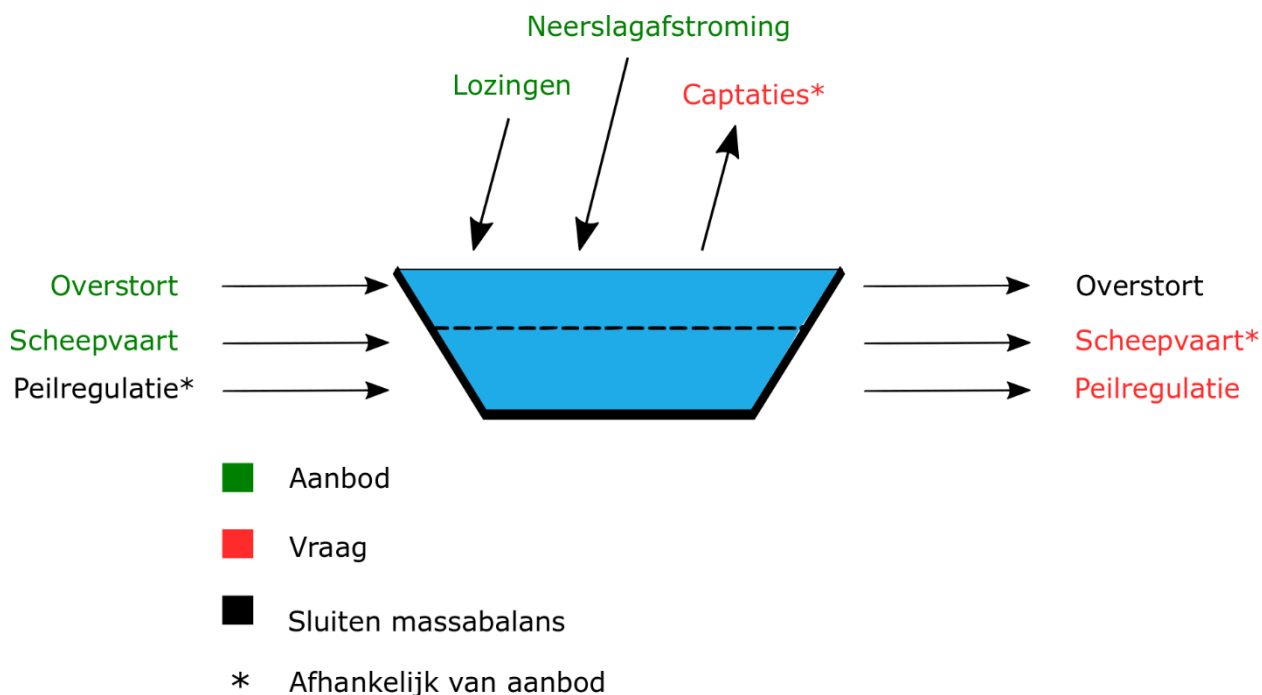 Neerslagafstroming
Lozingen
Captaties*
Overstort
Overstort
Scheepvaart
Scheepvaart*
Peilregulatie*
Peilregulatie
Aanbod
Vraag
Sluiten massabalans
* Afhankelijk van aanbod